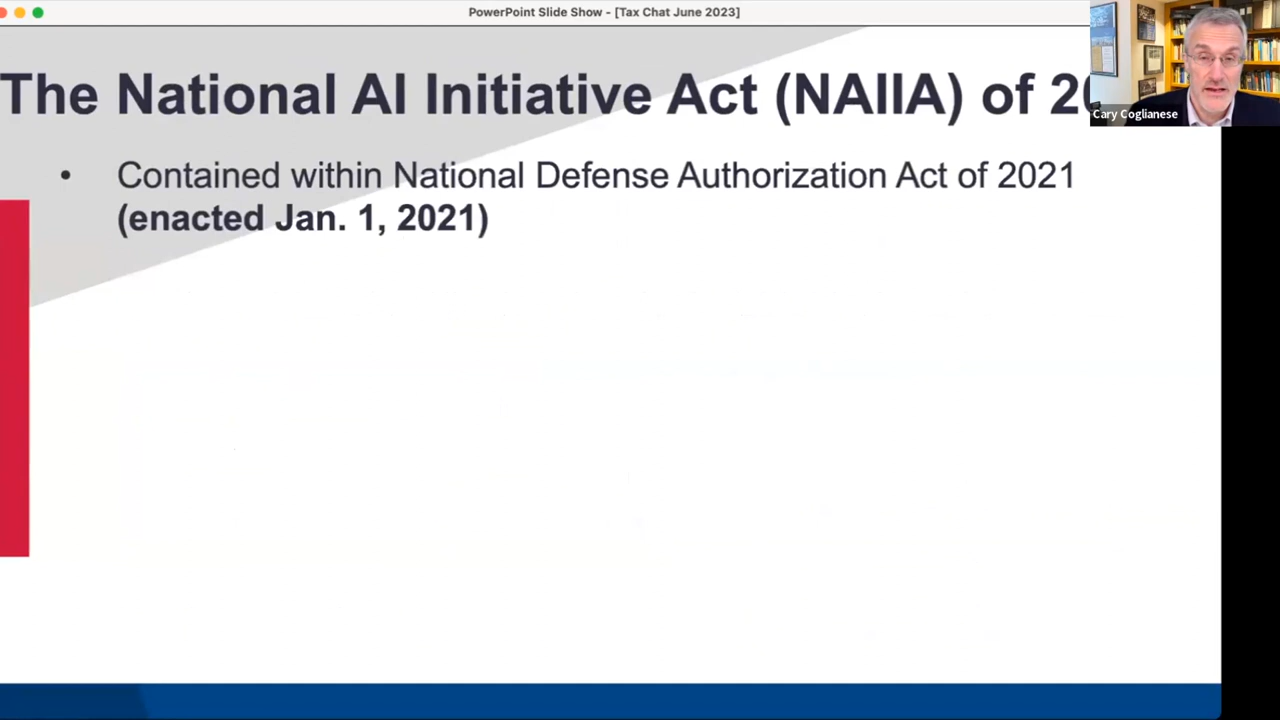 PowerPoint Slide Show - [Tax Chat June 2023]
The National AI Initiative Act (NAIIA) of
Cary Coglianese
• Contained within National Defense Authorization Act of 2021
(enacted Jan. 1, 2021)